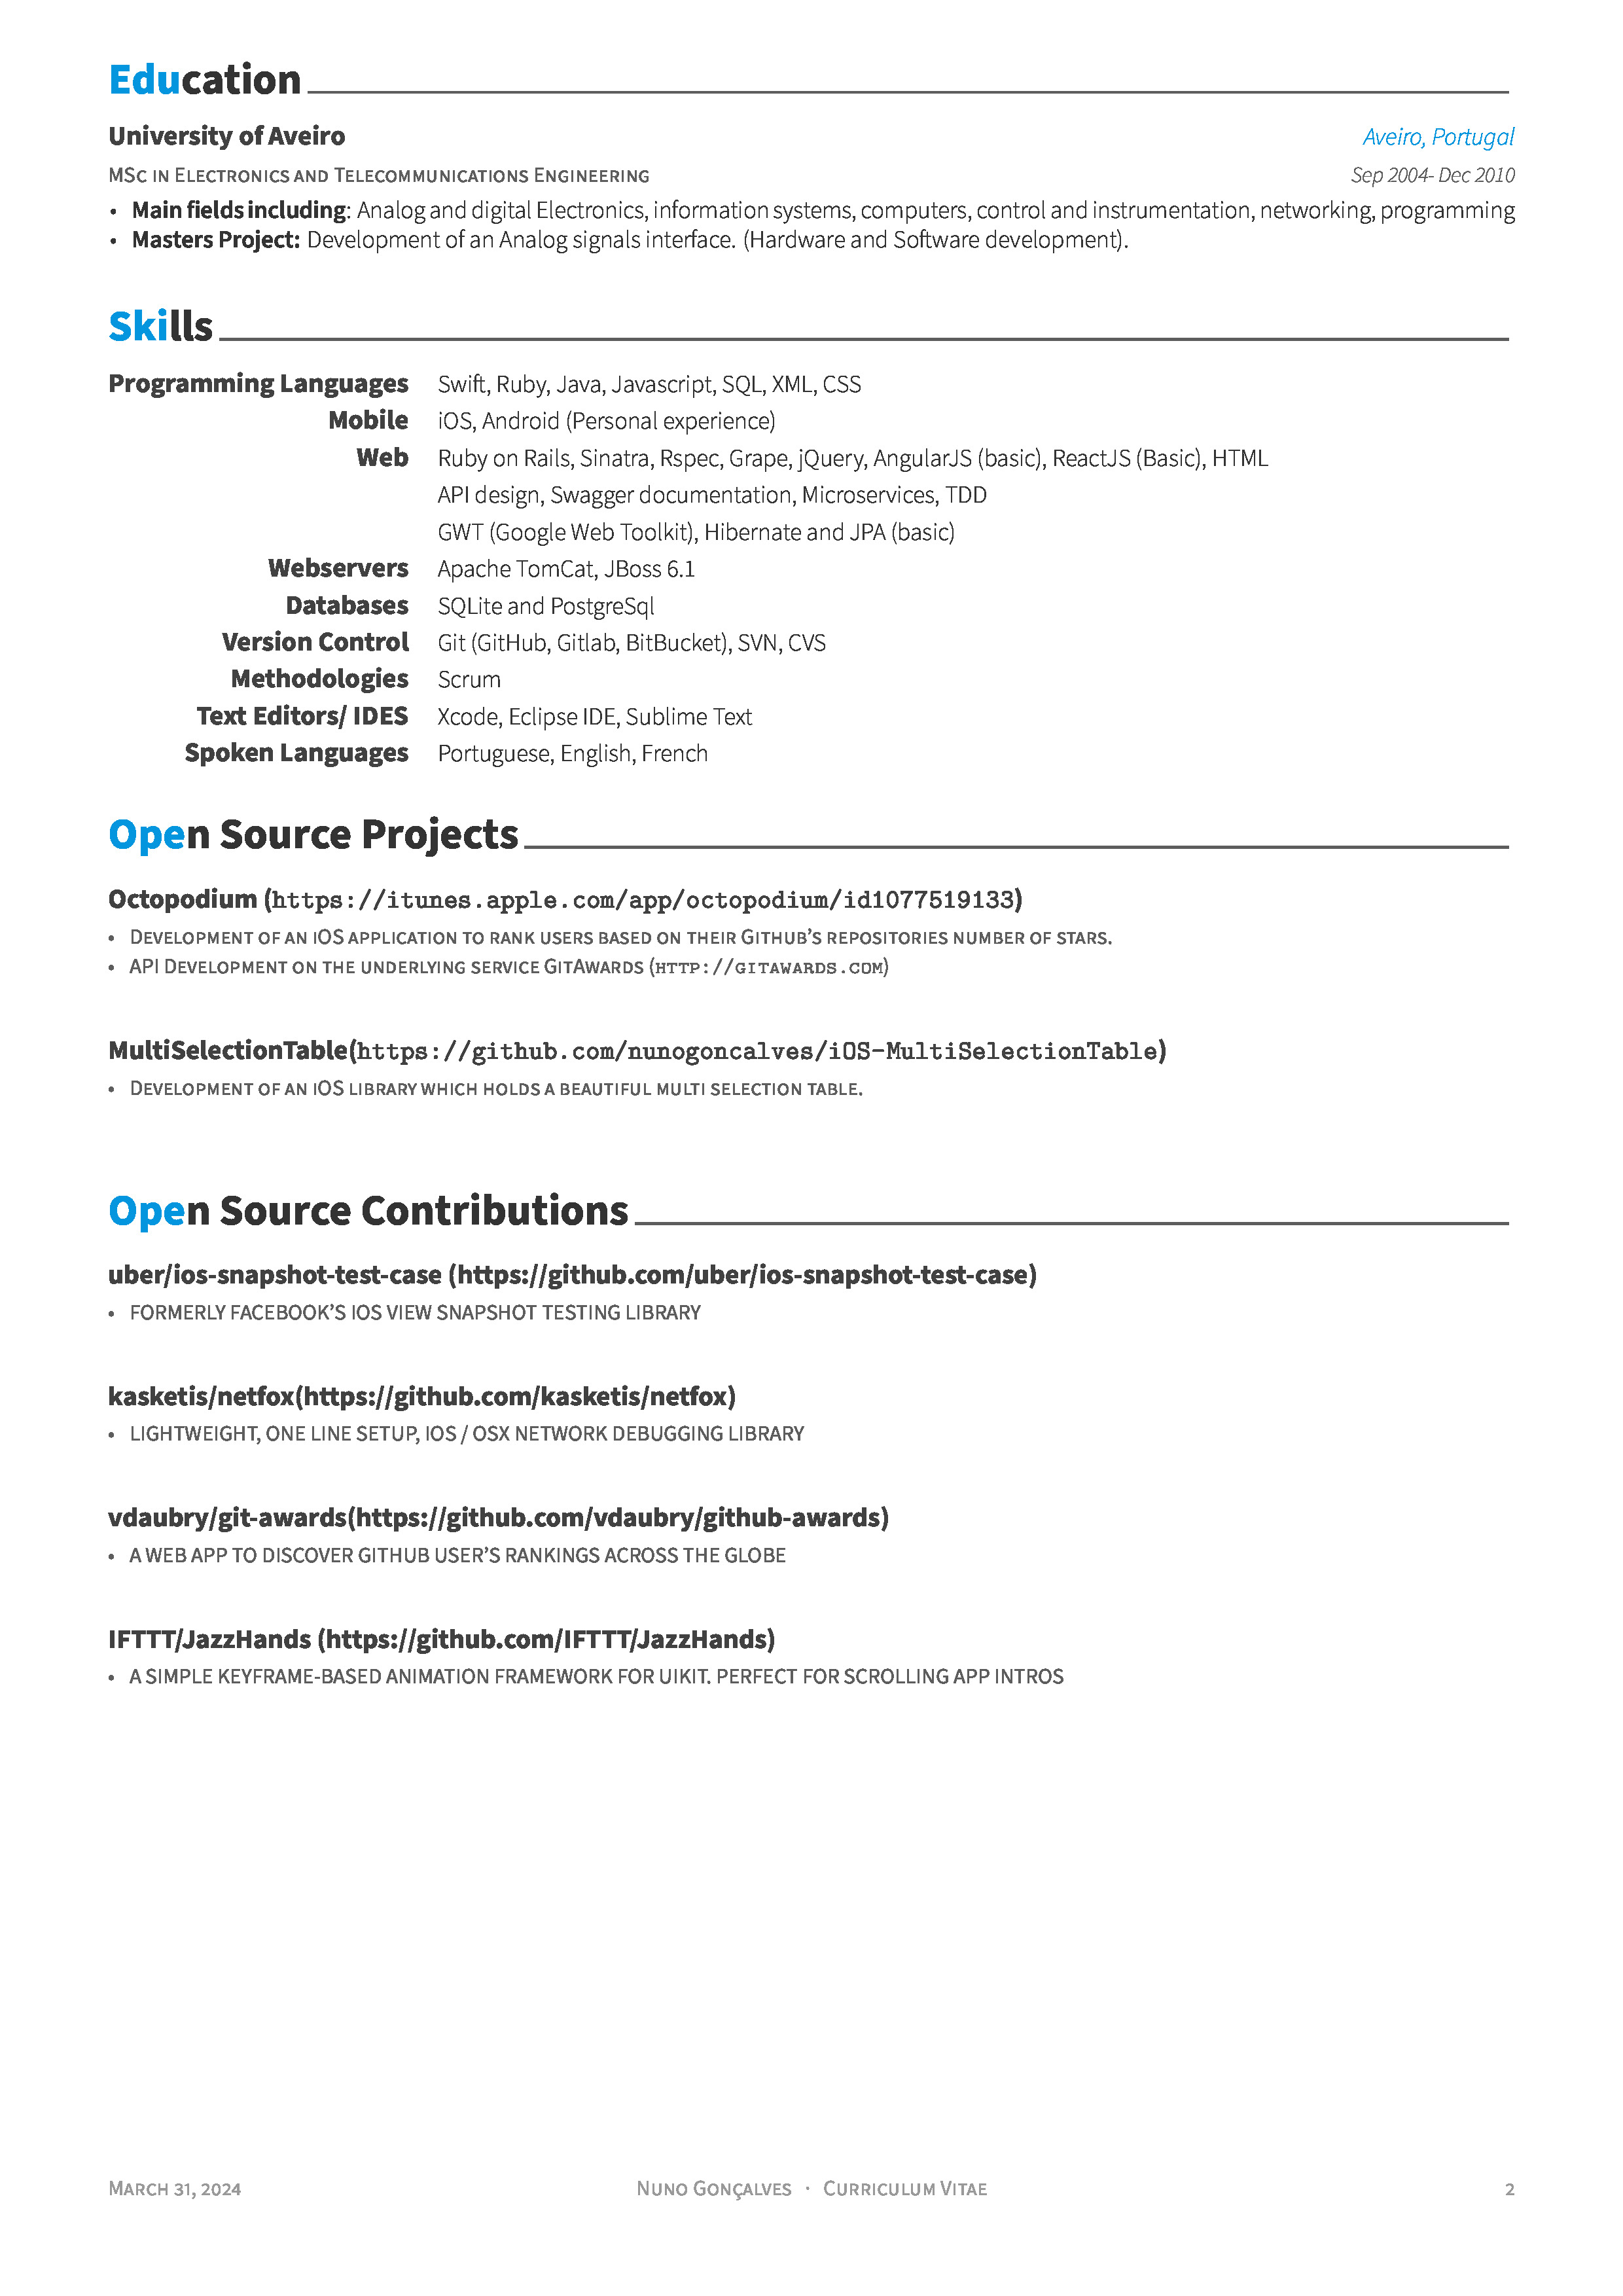 Education
University of Aveiro Aveiro, Portugal
MSc in Electronics and Telecommunications Engineering Sep 2004- Dec 2010
• Main fields including: Analog and digital Electronics, information systems, computers, control and instrumentation, networking, programming
• Masters Project: Development of an Analog signals interface. (Hardware and Software development).
Skills
Programming Languages Swift, Ruby, Java, Javascript, SQL, XML, CSS
Mobile iOS, Android (Personal experience)
Web Ruby on Rails, Sinatra, Rspec, Grape, jQuery, AngularJS (basic), ReactJS (Basic), HTML
API design, Swagger documentation, Microservices, TDD
GWT (Google Web Toolkit), Hibernate and JPA (basic)
Webservers Apache TomCat, JBoss 6.1
Databases SQLite and PostgreSql
Version Control Git (GitHub, Gitlab, BitBucket), SVN, CVS
Methodologies Scrum
Text Editors/ IDES Xcode, Eclipse IDE, Sublime Text
Spoken Languages Portuguese, English, French
Open Source Projects
Octopodium (https://itunes.apple.com/app/octopodium/id1077519133)
• Development of an iOS application to rank users based on their Github's repositories number of stars.
• API Development on the underlying service GitAwards (http://gitawards.com)
MultiSelectionTable(https://github.com/nunogoncalves/iOS-MultiSelectionTable)
• Development of an iOS library which holds a beautiful multi selection table.
Open Source Contributions
uber/ios-snapshot-test-case (https://github.com/uber/ios-snapshot-test-case)
• FORMERLY FACEBOOK'S IOS VIEW SNAPSHOT TESTING LIBRARY
kasketis/netfox(https://github.com/kasketis/netfox)
• LIGHTWEIGHT, ONE LINE SETUP, IOS / OSX NETWORK DEBUGGING LIBRARY
vdaubry/git-awards(https://github.com/vdaubry/github-awards)
• A WEB APP TO DISCOVER GITHUB USER'S RANKINGS ACROSS THE GLOBE
IFTTT/JazzHands (https://github.com/IFTTT/JazzHands)
• A SIMPLE KEYFRAME-BASED ANIMATION FRAMEWORK FOR UIKIT. PERFECT FOR SCROLLING APP INTROS
March 31, 2024 Nuno Gonçalves · Curriculum Vitae 2